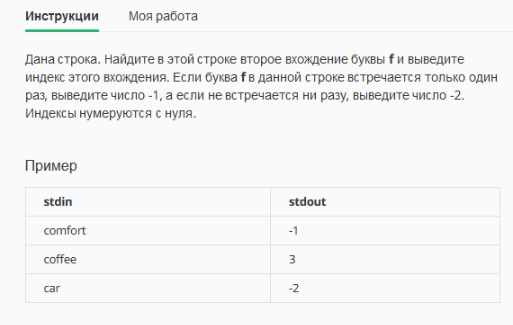 Инструкции Моя работа
Дана строка. Найдите в этой строке второе вхождение буквы f и выведите
индекс этого вхождения. Если буква f в данной строке встречается только один
раз, выведите число -1, а если не встречается ни разу, выведите число -2.
Индексы нумеруются с нуля.
Пример
stdin stdout
comfort -1
coffee 3
car -2